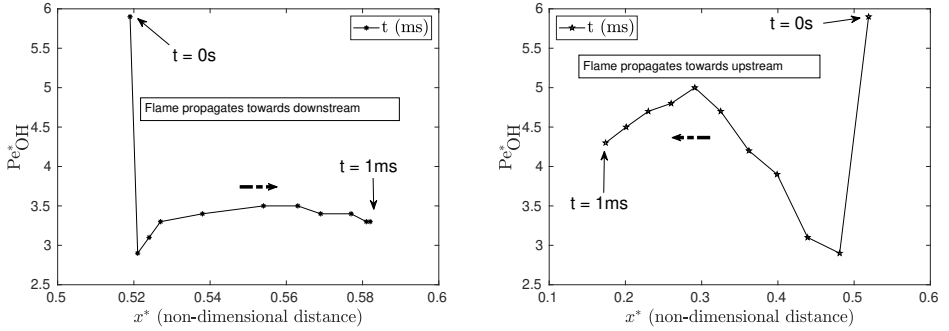 6
5.5
5
4.5
4
3.5
3
2.5
0.5
0.52
0.54
0.56
0.58
0.6
Pe*OH
x* (non-dimensional distance)
t (ms)
t = 0s
Flame propagates towards downstream
t = 1ms
6
5.5
5
4.5
4
3.5
3
2.5
0.1
0.2
0.3
0.4
0.5
0.6
Pe*OH
x* (non-dimensional distance)
t (ms)
t = 0s
Flame propagates towards upstream
t = 1ms